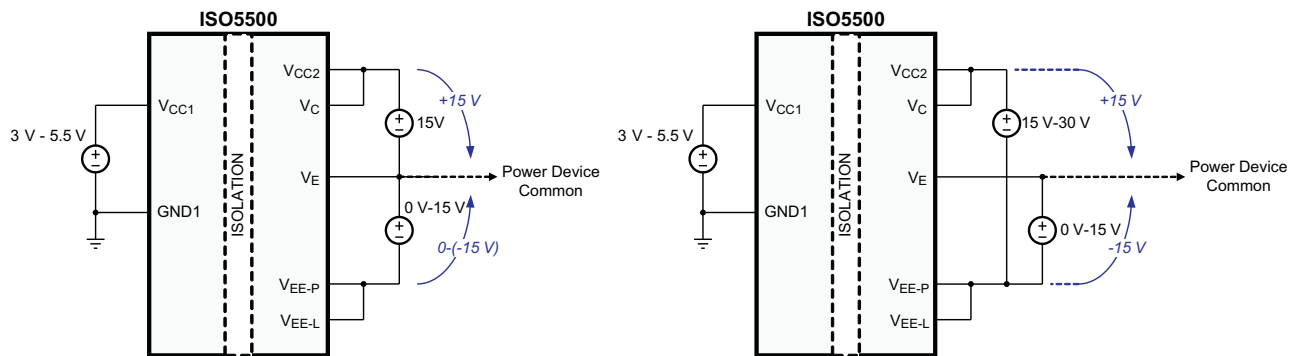 ISO5500
VCC2
+15 V
VC
VCC1
15V
3 V - 5.5 V
+
−
ISOLATION
VE
Power Device
Common
GND1
0 V-15 V
0-(-15 V)
VEE-P
VEE-L
ISO5500
VCC2
+15 V
VC
VCC1
15 V-30 V
3 V - 5.5 V
+
−
ISOLATION
VE
Power Device
Common
GND1
0 V-15 V
-15 V
VEE-P
VEE-L